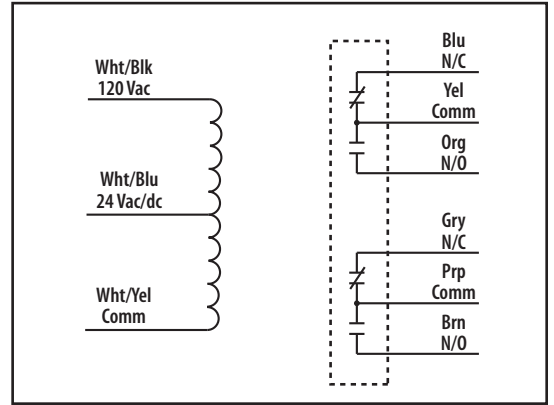 Wht/Blk
120 Vac
Wht/Blu
24 Vac/dc
Wht/Yel
Comm
Blu
N/C
Yel
Comm
Org
N/O
Gry
N/C
Prp
Comm
Brn
N/O